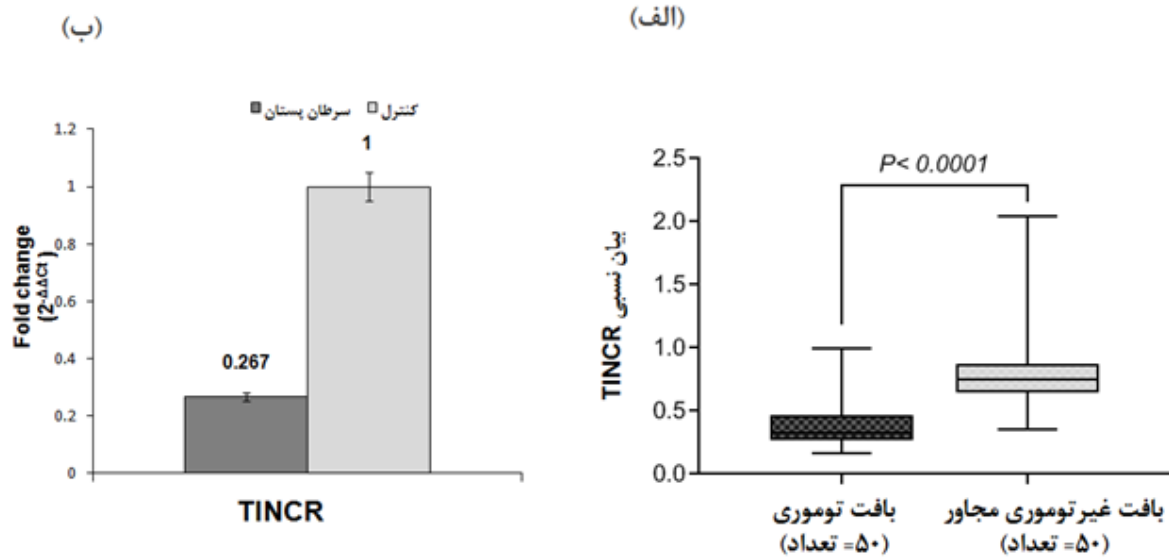 (الف)
P< 0.0001
بیان نسبی TINCR
2.5
2.0
1.5
1.0
0.5
0.0
بافت غیرتوموری مجاور
(۵۰= تعداد)
بافت توموری
(۵۰= تعداد)
(ب)
کنترل
سرطان پستان
Fold change
(2-ΔΔCt)
1.2
1
0.8
0.6
0.4
0.2
0
1
0.267
TINCR